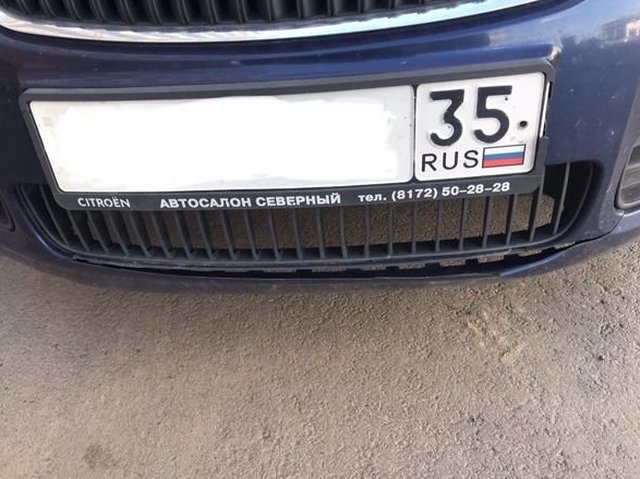 35
RUS
CITROËN АВТОСАЛОН СЕВЕРНЫЙ тел. (8172) 50-28-28